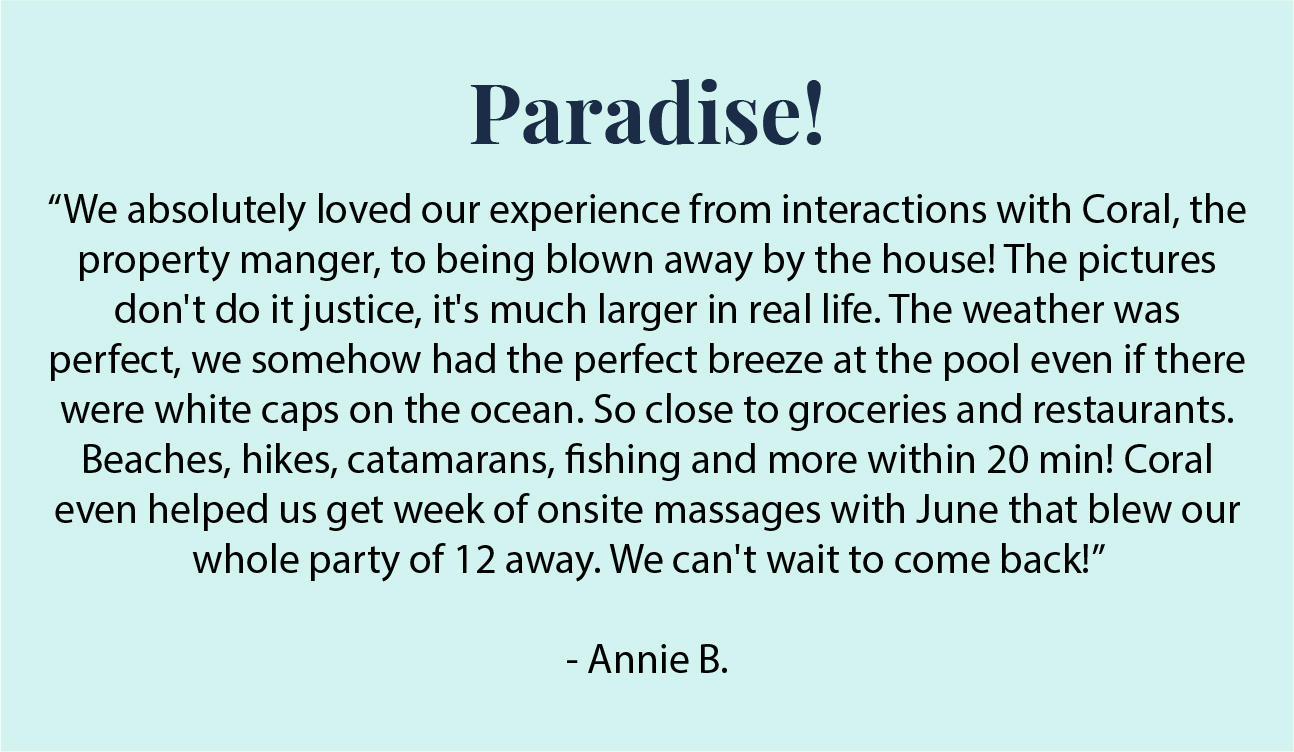 Paradise!
“We absolutely loved our experience from interactions with Coral, the
property manger, to being blown away by the house! The pictures
don't do it justice, it's much larger in real life. The weather was
perfect, we somehow had the perfect breeze at the pool even if there
were white caps on the ocean. So close to groceries and restaurants.
Beaches, hikes, catamarans, fishing and more within 20 min! Coral
even helped us get week of onsite massages with June that blew our
whole party of 12 away. We can't wait to come back!”
- Annie B.